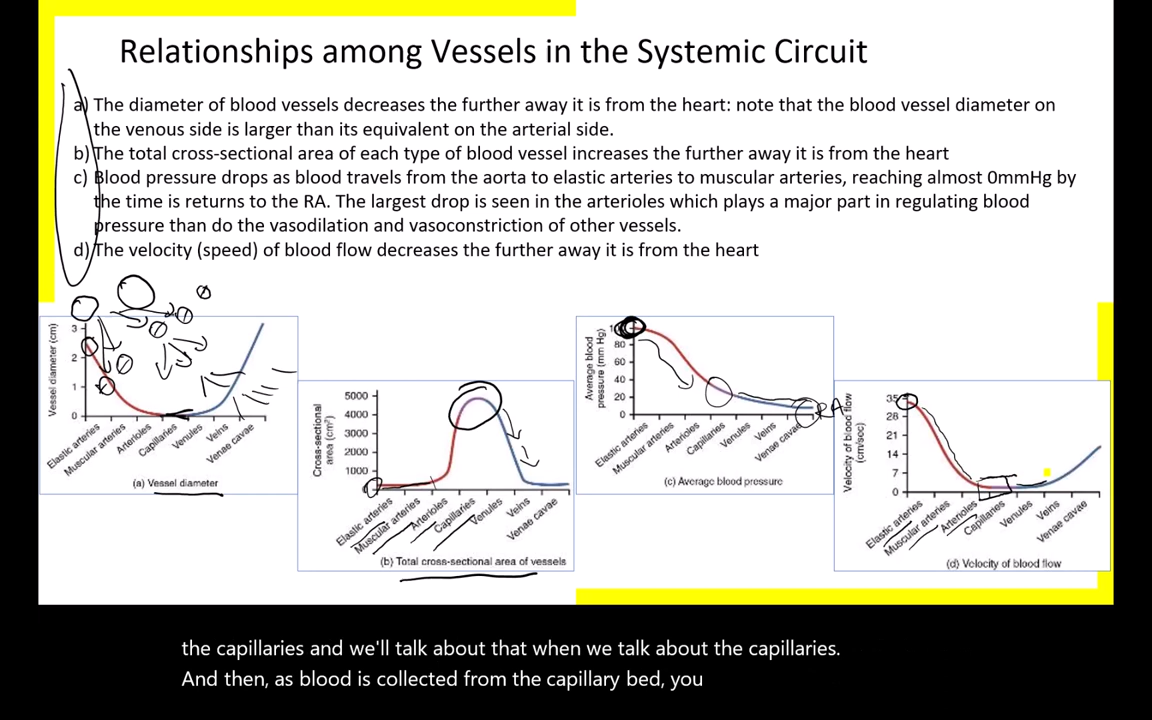 Relationships among Vessels in the Systemic Circuit
a) The diameter of blood vessels decreases the further away it is from the heart: note that the blood vessel diameter on
the venous side is larger than its equivalent on the arterial side.
b) The total cross-sectional area of each type of blood vessel increases the further away it is from the heart
c) Blood pressure drops as blood travels from the aorta to elastic arteries to muscular arteries, reaching almost 0mmHg by
the time is returns to the RA. The largest drop is seen in the arterioles which plays a major part in regulating blood
pressure than do the vasodilation and vasoconstriction of other vessels.
d) The velocity (speed) of blood flow decreases the further away it is from the heart
Vessel diameter (cm)
3
2
1
0
Elastic arteries
Muscular arteries
Arterioles
Capillaries
Venules
Veins
Venae cavae
(a) Vessel diameter
Cross-sectional
area (cm²)
5000
4000
3000
2000
1000
Elastic arteries
Muscular arteries
Arterioles
Capillaries
Venules
Veins
Venae cavae
(b) Total cross-sectional area of vessels
Average blood
pressure (mm Hg)
80
60
40
20
0
RA
Elastic arteries
Muscular arteries
Arterioles
Capillaries
Venules
Veins
Venae cavae
(c) Average blood pressure
Velocity of blood flow
(cm/sec)
35
28
21
14
7
0
Elastic arteries
Muscular arteries
Arterioles
Capillaries
Venules
Veins
Venae cavae
(d) Velocity of blood flow
the capillaries and we'll talk about that when we talk about the capillaries.
And then, as blood is collected from the capillary bed, you